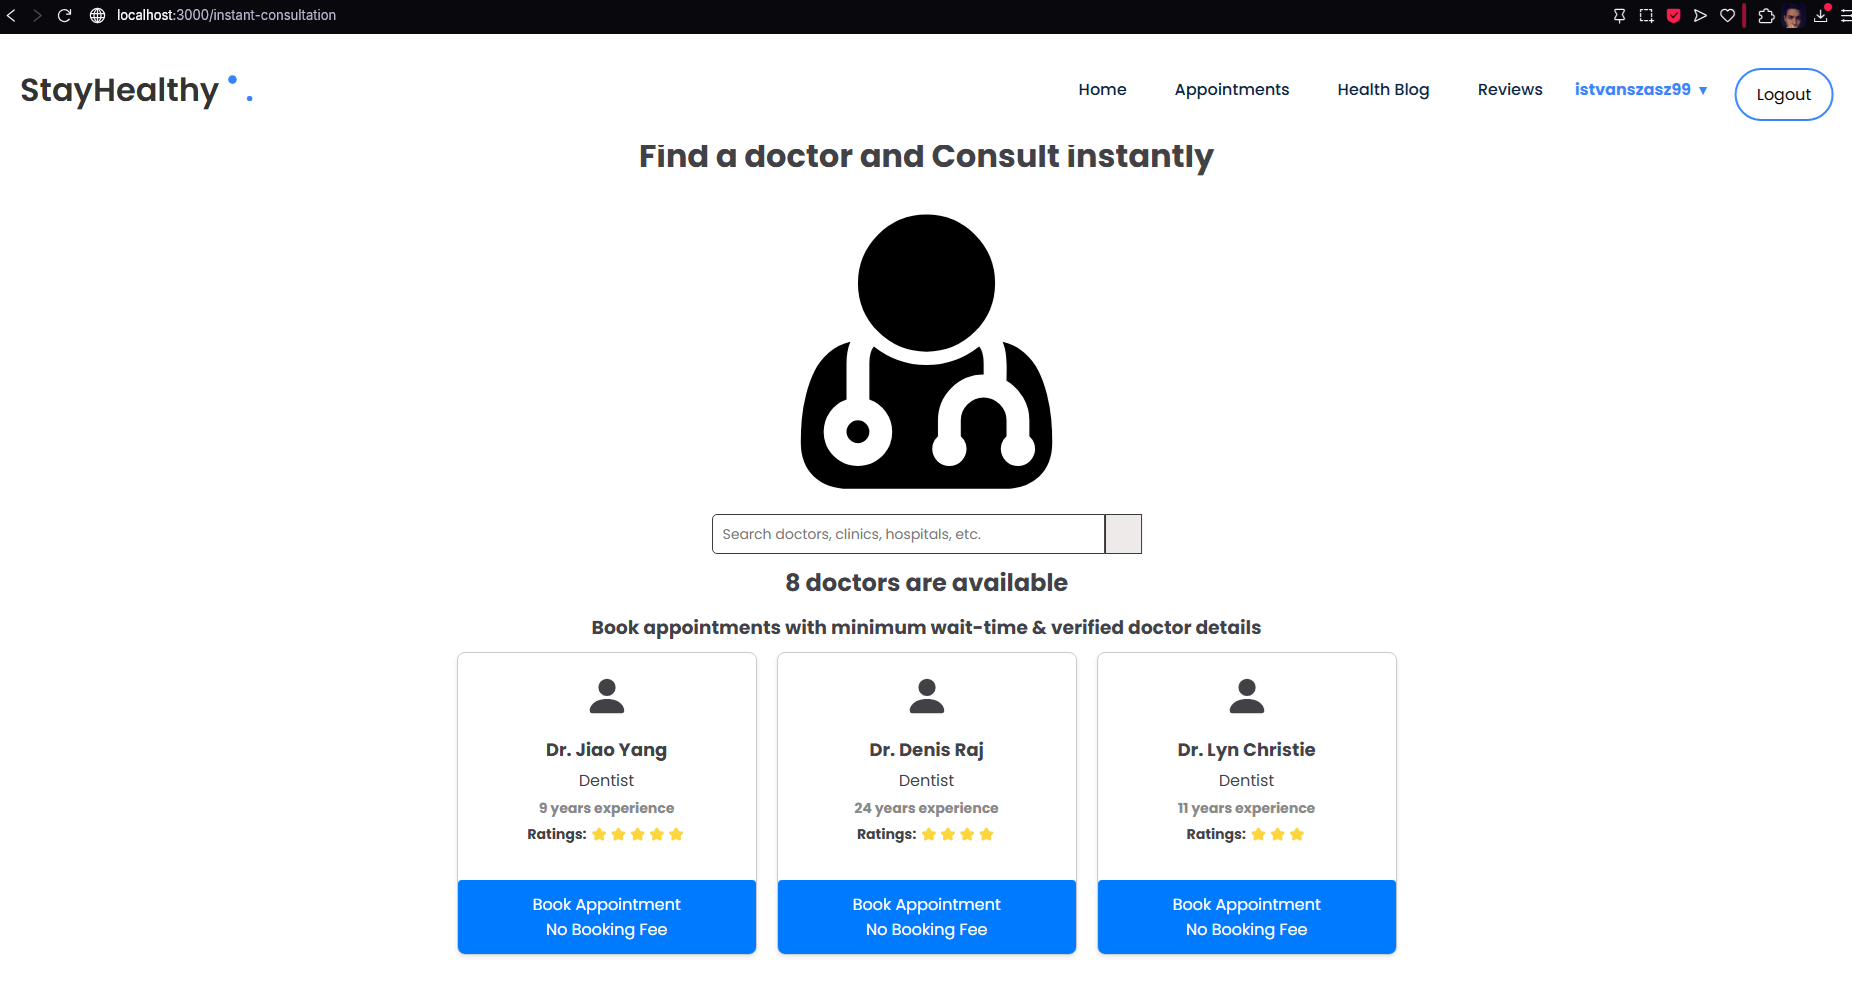 localhost:3000/instant-consultation
StayHealthy
Home
Appointments
Health Blog
Reviews
istvanszasz99 ▼
Logout
Find a doctor and Consult instantly
Search doctors, clinics, hospitals, etc.
8 doctors are available
Book appointments with minimum wait-time & verified doctor details
Dr. Jiao Yang
Dentist
9 years experience
Ratings:
Book Appointment
No Booking Fee
Dr. Denis Raj
Dentist
24 years experience
Ratings:
Book Appointment
No Booking Fee
Dr. Lyn Christie
Dentist
11 years experience
Ratings:
Book Appointment
No Booking Fee